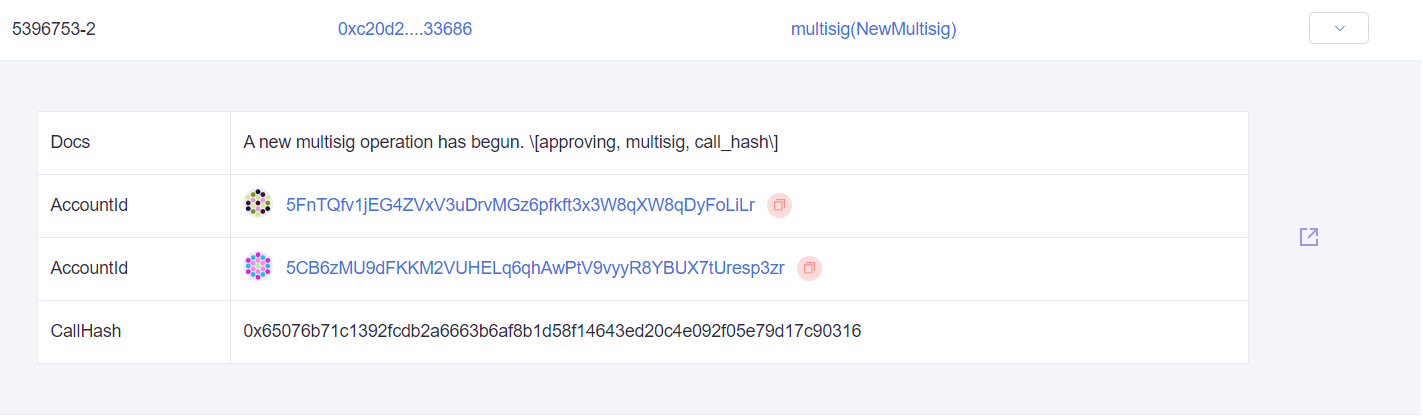 5396753-2 0xc20d2....33686 multisig(NewMultisig)
Docs A new multisig operation has begun. \[approving, multisig, call_hash\]
AccountId 5FnTQfv1jEG4ZVxV3uDrvMGz6pfkft3x3W8qXW8qDyFoLiLr
AccountId 5CB6zMU9dFKKM2VUHELq6qhAwPtV9vyyR8YBUX7tUresp3zr
CallHash 0x65076b71c1392fcdb2a6663b6af8b1d58f14643ed20c4e092f05e79d17c90316